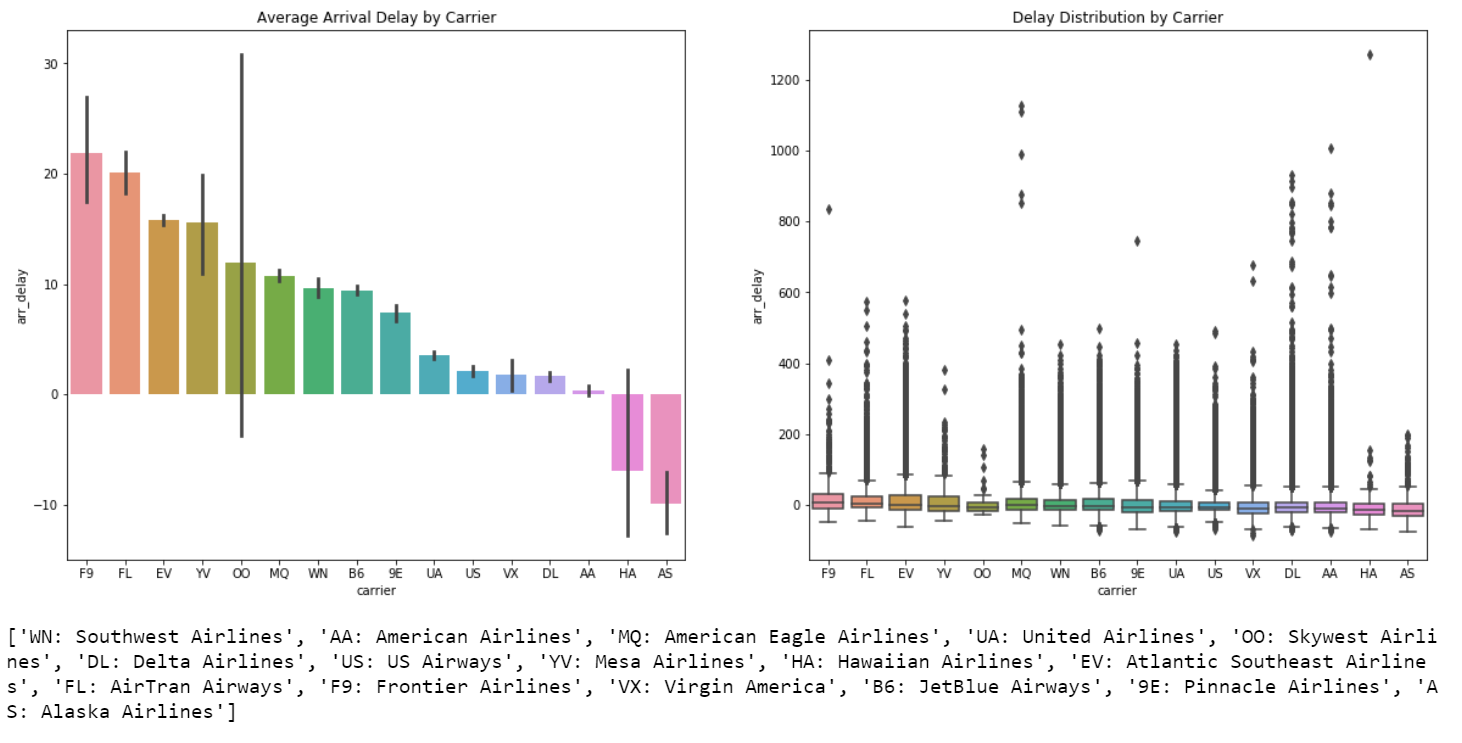 Average Arrival Delay by Carrier
30
20
10
0
−10
arr_delay
F9 FL EV YV OO MQ WN B6 9E UA US VX DL AA HA AS
carrier
Delay Distribution by Carrier
1200
1000
800
600
400
200
0
arr_delay
F9 FL EV YV OO MQ WN B6 9E UA US VX DL AA HA AS
carrier
['WN: Southwest Airlines', 'AA: American Airlines', 'MQ: American Eagle Airlines', 'UA: United Airlines', 'OO: Skywest Airli
nes', 'DL: Delta Airlines', 'US: US Airways', 'YV: Mesa Airlines', 'HA: Hawaiian Airlines', 'EV: Atlantic Southeast Airline
s', 'FL: AirTran Airways', 'F9: Frontier Airlines', 'VX: Virgin America', 'B6: JetBlue Airways', '9E: Pinnacle Airlines', 'A
S: Alaska Airlines']